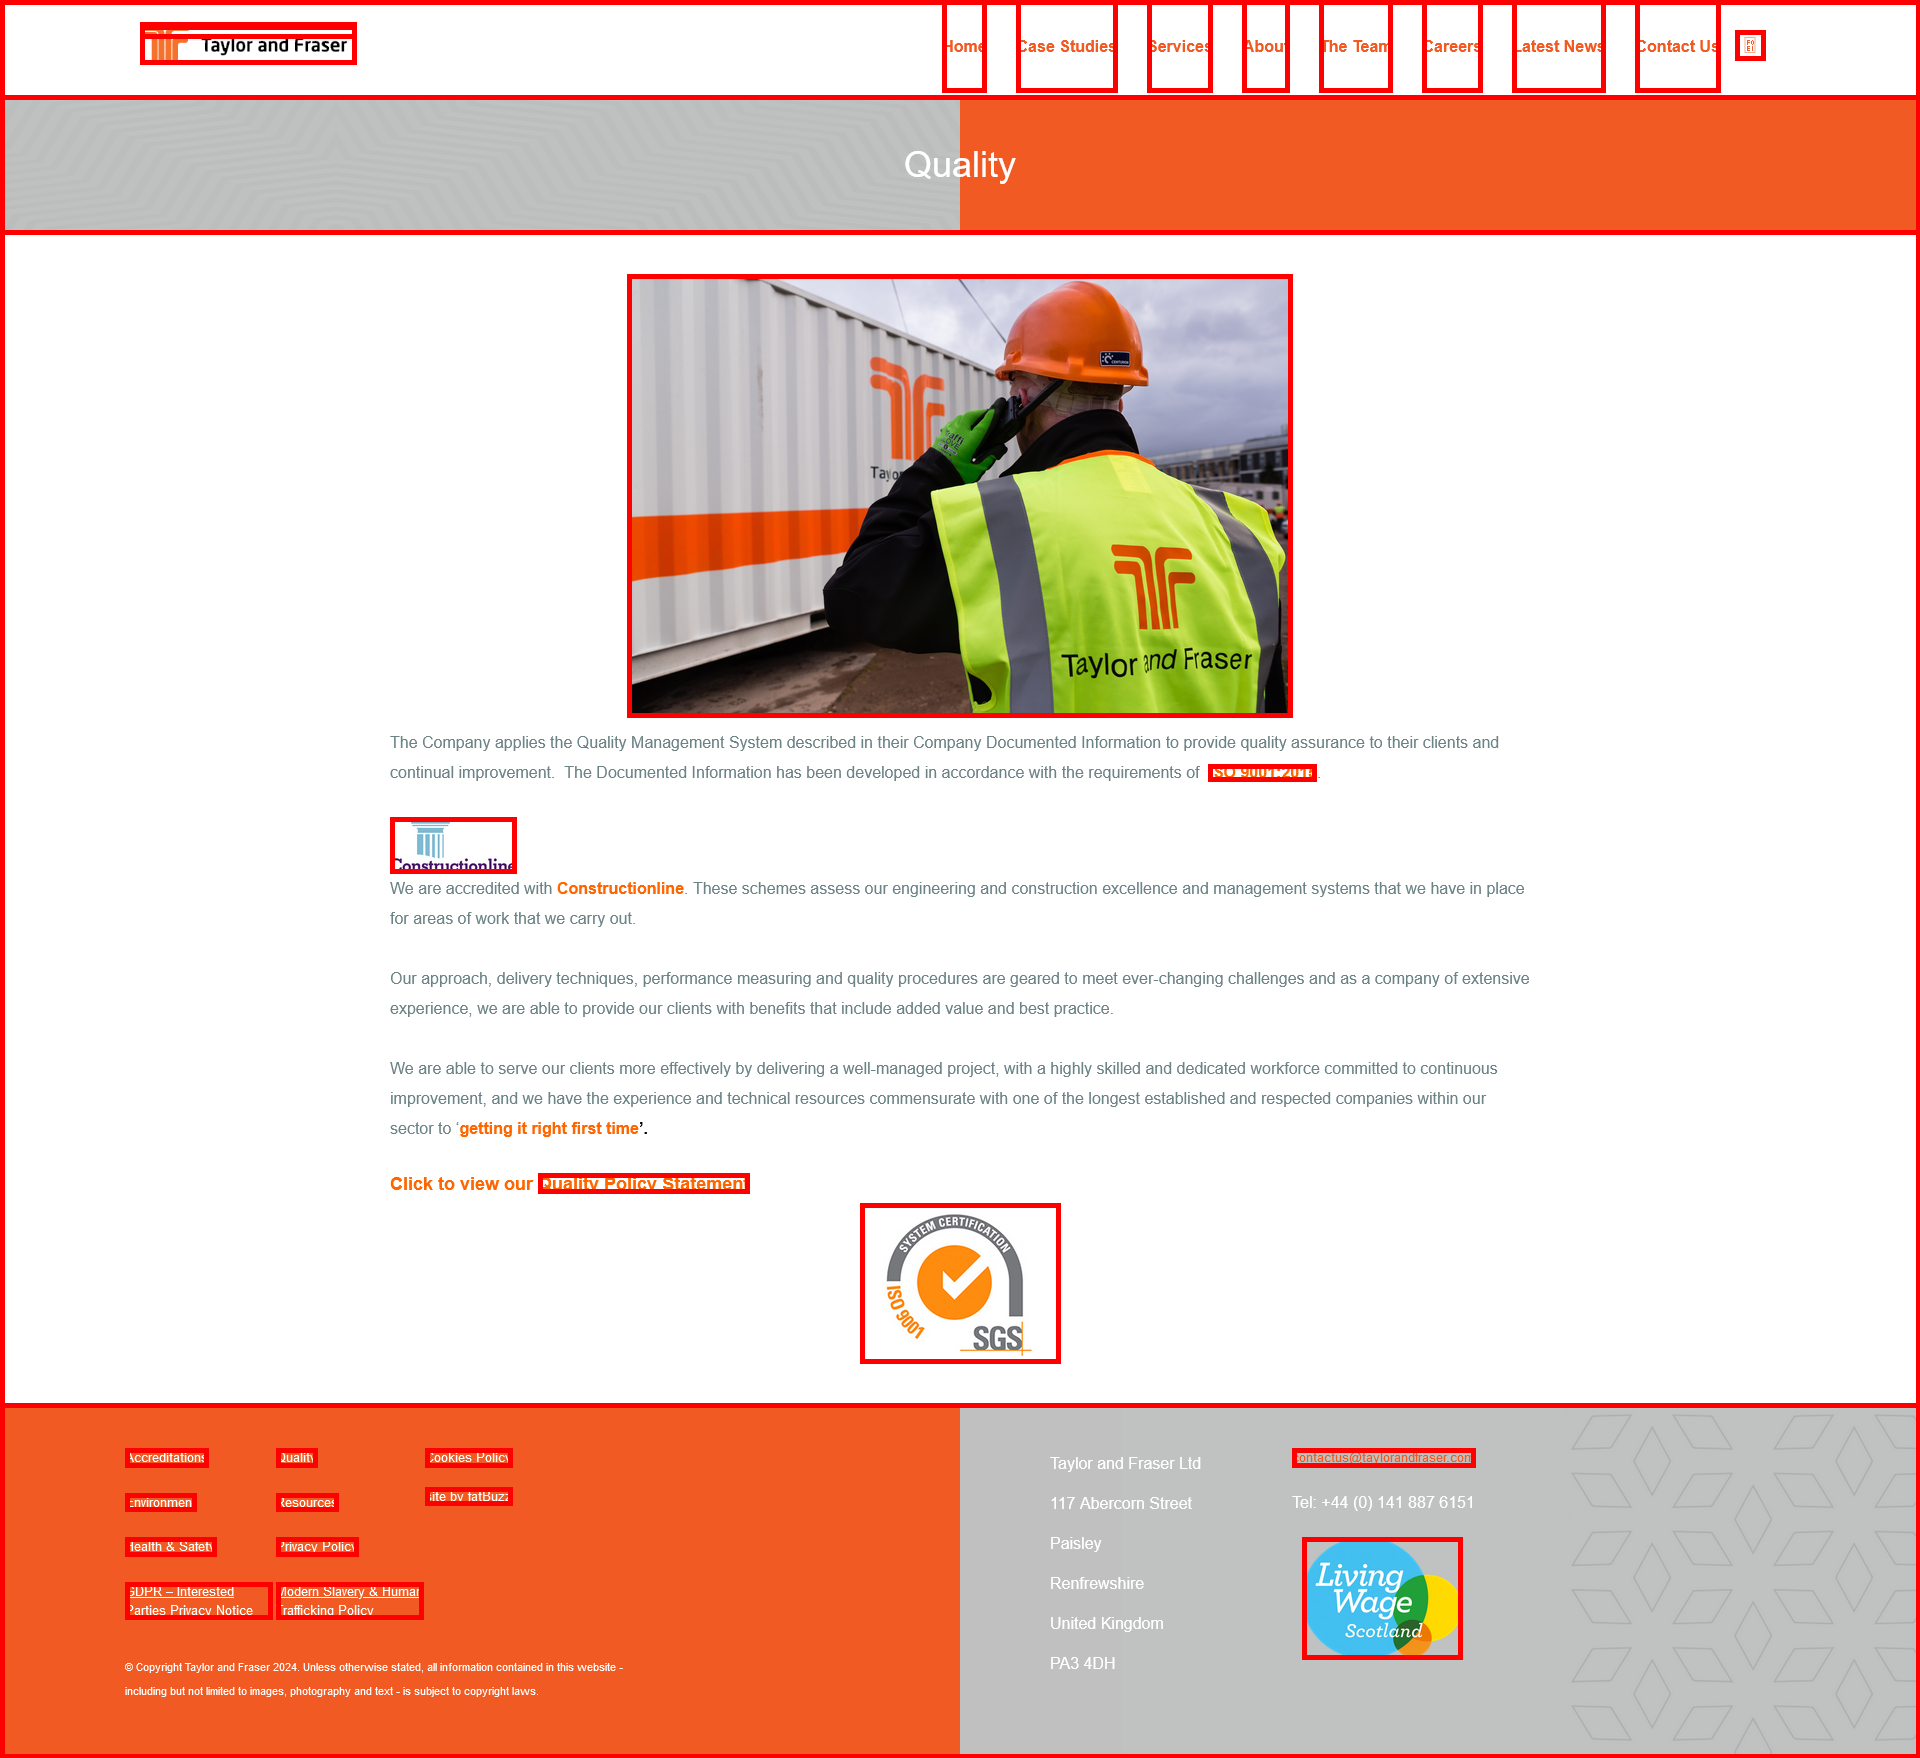 Taylor and Fraser
Home Case Studies Services About The Team Careers Latest News Contact Us
Quality
CENTURION
Taylor
Taylor and Fraser
The Company applies the Quality Management System described in their Company Documented Information to provide quality assurance to their clients and
continual improvement.  The Documented Information has been developed in accordance with the requirements of ISO 9001:2015.
Constructionline
We are accredited with Constructionline. These schemes assess our engineering and construction excellence and management systems that we have in place
for areas of work that we carry out.
Our approach, delivery techniques, performance measuring and quality procedures are geared to meet ever-changing challenges and as a company of extensive
experience, we are able to provide our clients with benefits that include added value and best practice.
We are able to serve our clients more effectively by delivering a well-managed project, with a highly skilled and dedicated workforce committed to continuous
improvement, and we have the experience and technical resources commensurate with one of the longest established and respected companies within our
sector to ‘getting it right first time’.
Click to view our Quality Policy Statement
SYSTEM CERTIFICATION
ISO 9001
SGS
Accreditations Quality Cookies Policy
Environment Resources site by fatBuzz
Health & Safety Privacy Policy
GDPR – Interested
Parties Privacy Notice
Modern Slavery & Human
Trafficking Policy
© Copyright Taylor and Fraser 2024. Unless otherwise stated, all information contained in this website -
including but not limited to images, photography and text - is subject to copyright laws.
Taylor and Fraser Ltd
117 Abercorn Street
Paisley
Renfrewshire
United Kingdom
PA3 4DH
contactus@taylorandfraser.com
Tel: +44 (0) 141 887 6151
Living
Wage
Scotland